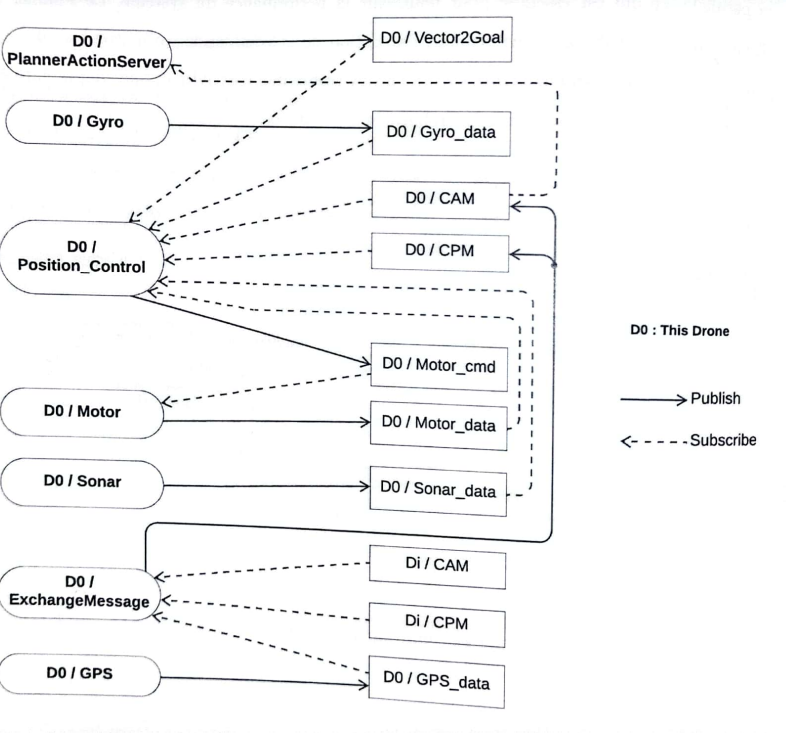 D0 /
PlannerActionServer
D0 / Vector2Goal
D0 / Gyro
D0 / Gyro_data
D0 / CAM
D0 /
Position_Control
D0 / CPM
D0 : This Drone
D0 / Motor_cmd
Publish
D0 / Motor
D0 / Motor_data
Subscribe
D0 / Sonar
D0 / Sonar_data
Di / CAM
D0 /
ExchangeMessage
Di / CPM
D0 / GPS
D0 / GPS_data